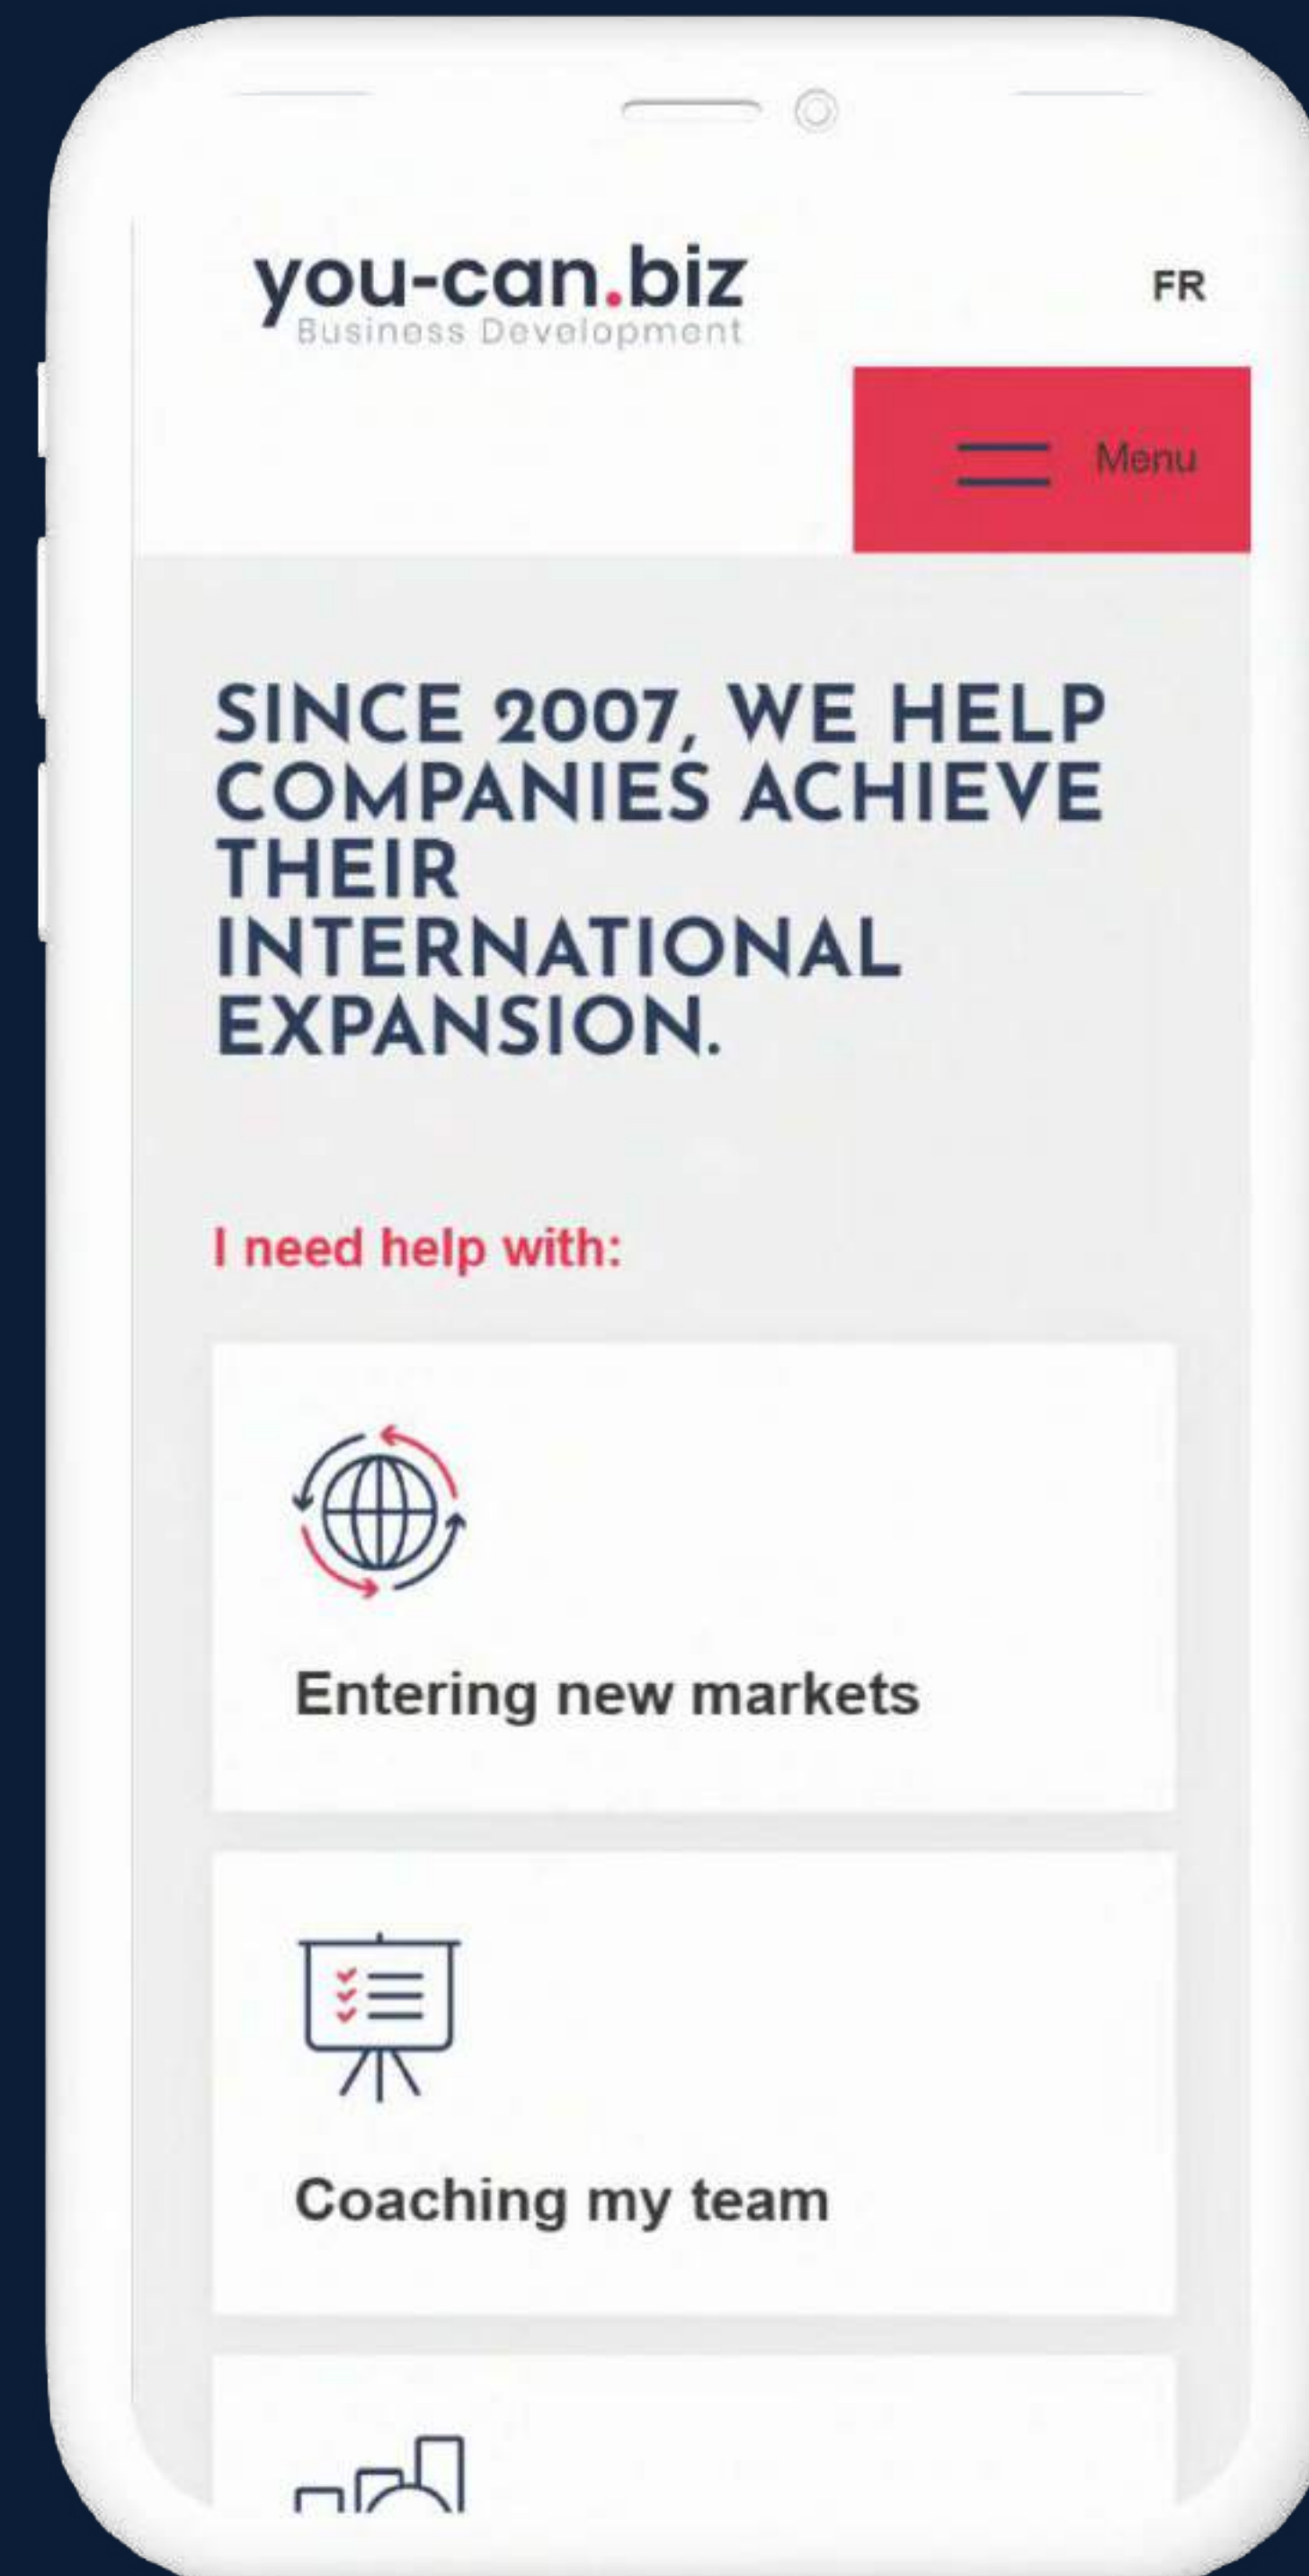 you-can.biz
Business Development
FR
Menu
SINCE 2007, WE HELP
COMPANIES ACHIEVE
THEIR
INTERNATIONAL
EXPANSION.
I need help with:
Entering new markets
Coaching my team